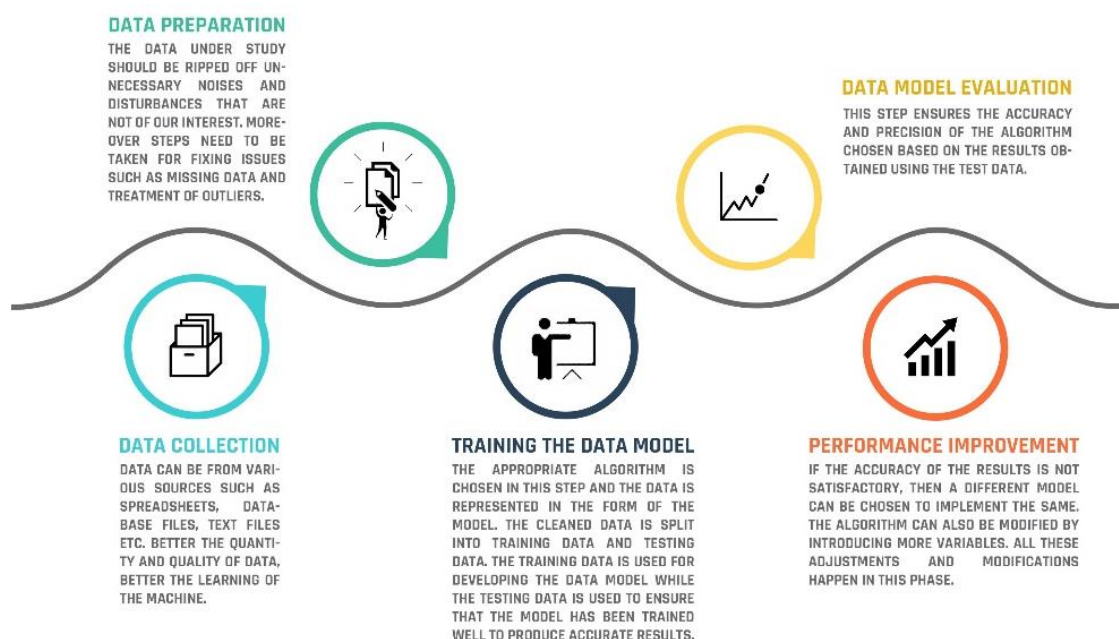 DATA PREPARATION
THE DATA UNDER STUDY
SHOULD BE RIPPED OFF UN-
NECESSARY NOISES AND
DISTURBANCES THAT ARE
NOT OF OUR INTEREST. MORE-
OVER STEPS NEED TO BE
TAKEN FOR FIXING ISSUES
SUCH AS MISSING DATA AND
TREATMENT OF OUTLIERS.
DATA MODEL EVALUATION
THIS STEP ENSURES THE ACCURACY
AND PRECISION OF THE ALGORITHM
CHOSEN BASED ON THE RESULTS OB-
TAINED USING THE TEST DATA.
DATA COLLECTION
DATA CAN BE FROM VARI-
OUS SOURCES SUCH AS
SPREADSHEETS, DATA-
BASE FILES, TEXT FILES
ETC. BETTER THE QUANTI-
TY AND QUALITY OF DATA,
BETTER THE LEARNING OF
THE MACHINE.
TRAINING THE DATA MODEL
THE APPROPRIATE ALGORITHM IS
CHOSEN IN THIS STEP AND THE DATA IS
REPRESENTED IN THE FORM OF THE
MODEL. THE CLEANED DATA IS SPLIT
INTO TRAINING DATA AND TESTING
DATA. THE TRAINING DATA IS USED FOR
DEVELOPING THE DATA MODEL WHILE
THE TESTING DATA IS USED TO ENSURE
THAT THE MODEL HAS BEEN TRAINED
WELL TO PRODUCE ACCURATE RESULTS.
PERFORMANCE IMPROVEMENT
IF THE ACCURACY OF THE RESULTS IS NOT
SATISFACTORY, THEN A DIFFERENT MODEL
CAN BE CHOSEN TO IMPLEMENT THE SAME.
THE ALGORITHM CAN ALSO BE MODIFIED BY
INTRODUCING MORE VARIABLES. ALL THESE
ADJUSTMENTS AND MODIFICATIONS
HAPPEN IN THIS PHASE.